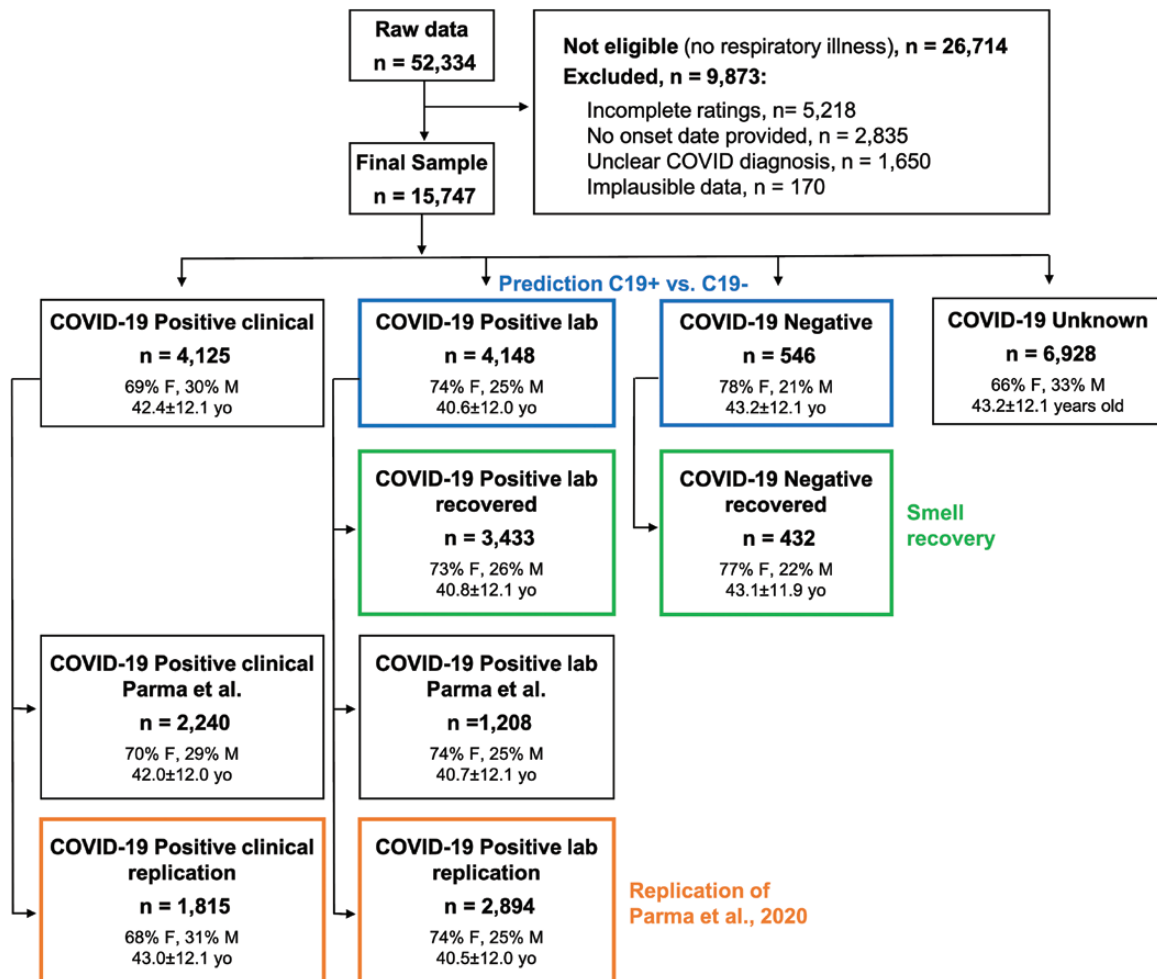 Raw data
n = 52,334
Not eligible (no respiratory illness), n = 26,714
Excluded, n = 9,873:
Incomplete ratings, n= 5,218
No onset date provided, n = 2,835
Unclear COVID diagnosis, n = 1,650
Implausible data, n = 170
Final Sample
n = 15,747
Prediction C19+ vs. C19-
COVID-19 Positive clinical
n = 4,125
69% F, 30% M
42.4±12.1 yo
COVID-19 Positive lab
n = 4,148
74% F, 25% M
40.6±12.0 yo
COVID-19 Negative
n = 546
78% F, 21% M
43.2±12.1 yo
COVID-19 Unknown
n = 6,928
66% F, 33% M
43.2±12.1 years old
COVID-19 Positive lab
recovered
n = 3,433
73% F, 26% M
40.8±12.1 yo
COVID-19 Negative
recovered
n = 432
77% F, 22% M
43.1±11.9 yo
Smell
recovery
COVID-19 Positive clinical
Parma et al.
n = 2,240
70% F, 29% M
42.0±12.0 yo
COVID-19 Positive lab
Parma et al.
n =1,208
74% F, 25% M
40.7±12.1 yo
COVID-19 Positive clinical
replication
n = 1,815
68% F, 31% M
43.0±12.1 yo
COVID-19 Positive lab
replication
n = 2,894
74% F, 25% M
40.5±12.0 yo
Replication of
Parma et al., 2020